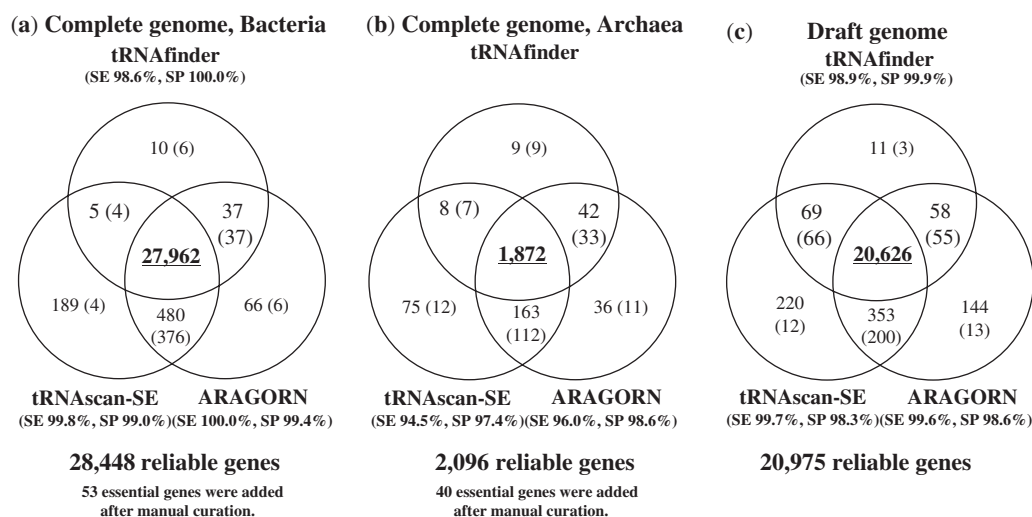 (a) Complete genome, Bacteria
tRNAfinder
(SE 98.6%, SP 100.0%)
10 (6)
5 (4)
37
(37)
27,962
189 (4)
480
(376)
66 (6)
tRNAscan-SE
ARAGORN
(SE 99.8%, SP 99.0%)
(SE 100.0%, SP 99.4%)
28,448 reliable genes
53 essential genes were added
after manual curation.
(b) Complete genome, Archaea
tRNAfinder
9 (9)
8 (7)
42
(33)
1,872
75 (12)
163
(112)
36 (11)
tRNAscan-SE
ARAGORN
(SE 94.5%, SP 97.4%)
(SE 96.0%, SP 98.6%)
2,096 reliable genes
40 essential genes were added
after manual curation.
(c) Draft genome
tRNAfinder
(SE 98.9%, SP 99.9%)
11 (3)
69
(66)
58
(55)
20,626
220
(12)
353
(200)
144
(13)
tRNAscan-SE
ARAGORN
(SE 99.7%, SP 98.3%)
(SE 99.6%, SP 98.6%)
20,975 reliable genes